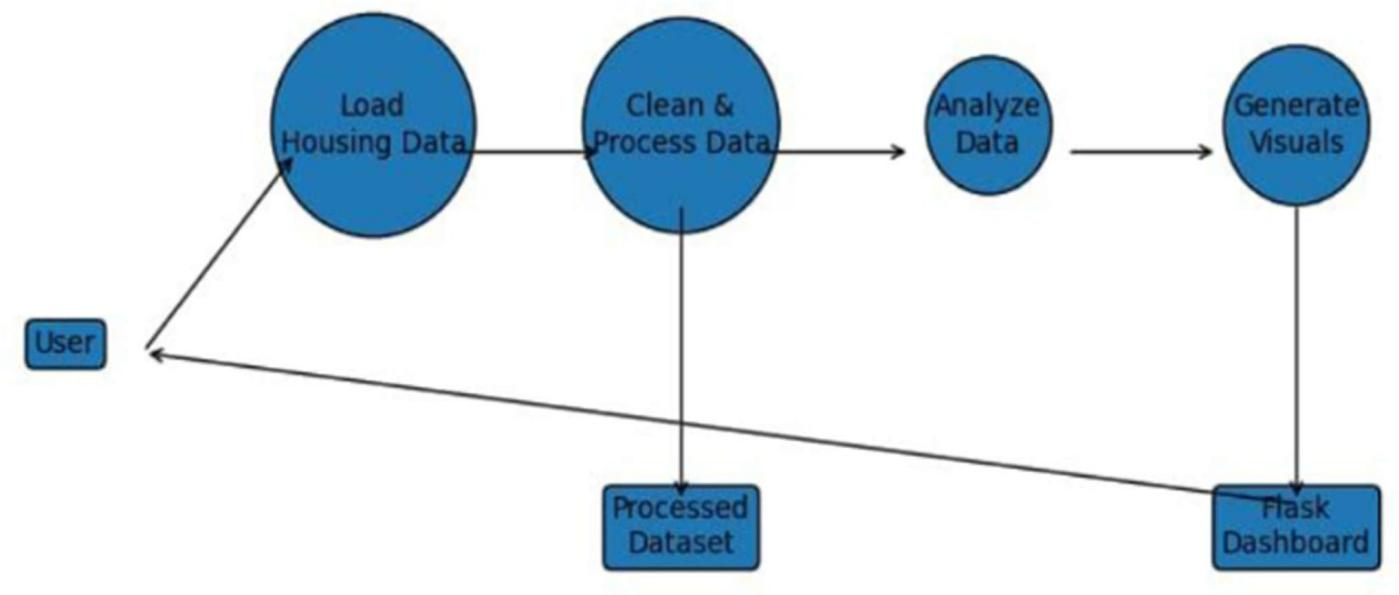 Load
Housing Data
Clean &
Process Data
Analyze
Data
Generate
Visuals
User
Processed
Dataset
Flask
Dashboard